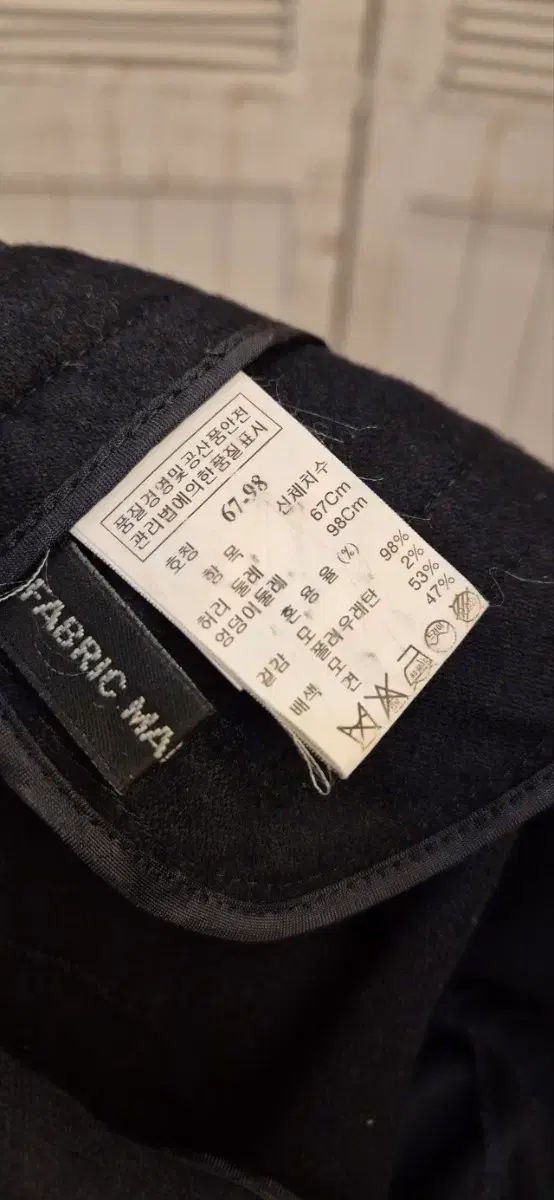 품질경영및공산품안전
관리법에의한품질표시
호칭 67-98
항목 신체치수
허리둘레 67Cm
엉덩이둘레 98Cm
혼용율 (%)
겉감 모 98%
폴리우레탄 2%
배색 모 53%
면 47%
FABRIC MA